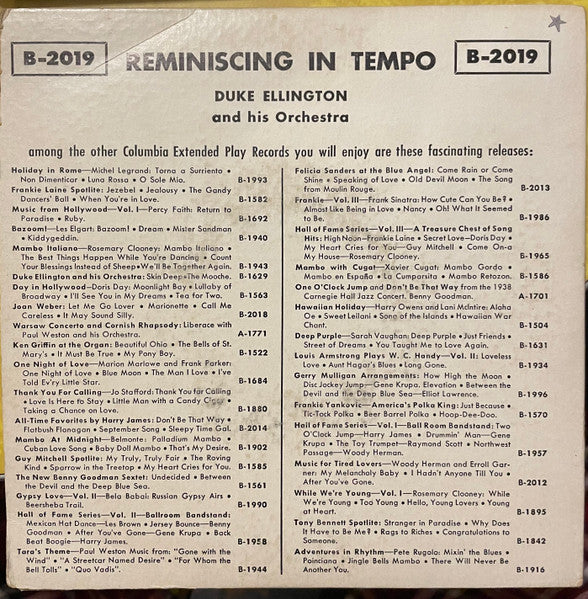 B-2019 REMINISCING IN TEMPO B-2019
DUKE ELLINGTON
and his Orchestra
among the other Columbia Extended Play Records you will enjoy are these fascinating releases:
Holiday in Rome—Michel Legrand: Torna a Surriento •
Non Dimenticar • Luna Rossa • O Sole Mio. B-1993
Frankie Laine Spotlite: Jezebel • Jealousy • The Gandy
Dancers' Ball • When You're in Love. B-1582
Music from Hollywood—Vol. I—Percy Faith: Return to
Paradise • Ruby. B-1692
Bazoom!—Les Elgart: Bazoom! • Dream • Mister Sandman
• Kiddygeddin. B-1940
Mambo Italiano—Rosemary Clooney: Mambo Italiano •
The Best Things Happen While You're Dancing • Count
Your Blessings Instead of Sheep • We'll Be Together Again. B-1943
Duke Ellington and his Orchestra: Skin Deep • The Mooche. B-1629
Day in Hollywood—Doris Day: Moonlight Bay • Lullaby of
Broadway • I'll See You in My Dreams • Tea for Two. B-1563
Joan Weber: Let Me Go Lover • Marionette • Call Me
Careless • It May Sound Silly. B-2018
Warsaw Concerto and Cornish Rhapsody: Liberace with
Paul Weston and his Orchestra. A-1771
Ken Griffin at the Organ: Beautiful Ohio • The Bells of St.
Mary's • It Must Be True • My Pony Boy. B-1522
One Night of Love—Marion Marlowe and Frank Parker:
One Night of Love • Blue Moon • The Man I Love • I've
Told Ev'ry Little Star. B-1684
Thank You For Calling—Jo Stafford: Thank You for Calling
• Love Is Here to Stay • Little Man with a Candy Cigar •
Taking a Chance on Love. B-1880
All-Time Favorites by Harry James: Don't Be That Way •
Flatbush Flanagan • September Song • Sleepy Time Gal. B-2014
Mambo At Midnight—Belmonte: Palladium Mambo •
Cuban Love Song • Baby Doll Mambo • That's My Desire. B-1902
Guy Mitchell Spotlite: My Truly, Truly Fair • The Roving
Kind • Sparrow in the Treetop • My Heart Cries for You. B-1585
The New Benny Goodman Sextet: Undecided • Between
the Devil and the Deep Blue Sea. B-1561
Gypsy Love—Vol. II—Bela Babai: Russian Gypsy Airs •
Beersheba Trail. B-1990
Hall of Fame Series—Vol. II—Ballroom Bandstand:
Mexican Hat Dance—Les Brown • Jersey Bounce—Benny
Goodman • After You've Gone—Gene Krupa • Back
Beat Boogie—Harry James. B-1958
Tara's Theme—Paul Weston Music from: "Gone with the
Wind" • "A Streetcar Named Desire" • "For Whom the
Bell Tolls" • "Quo Vadis". B-1944
Felicia Sanders at the Blue Angel: Come Rain or Come
Shine • Speaking of Love • Old Devil Moon • The Song
from Moulin Rouge. B-2013
Frankie—Vol. III—Frank Sinatra: How Cute Can You Be? •
Almost Like Being in Love • Nancy • Oh! What It Seemed
to Be. B-1986
Hall of Fame Series—Vol. III—A Treasure Chest of Song
Hits: High Noon—Frankie Laine • Secret Love—Doris Day •
My Heart Cries For You—Guy Mitchell • Come On-a
My House—Rosemary Clooney. B-1965
Mambo with Cugat—Xavier Cugat: Mambo Gordo •
Mambo en España • La Cumparsita • Mambo Retozon. B-1586
One O'Clock Jump and Don't Be That Way from the 1938
Carnegie Hall Jazz Concert. Benny Goodman. A-1701
Hawaiian Holiday: Harry Owens and Lani McIntire: Aloha
Oe • Sweet Leilani • Song of the Islands • Hawaiian War
Chant. B-1504
Deep Purple—Sarah Vaughan: Deep Purple • Just Friends •
Street of Dreams • You Taught Me to Love Again. B-1631
Louis Armstrong Plays W. C. Handy—Vol. II: Loveless
Love • Aunt Hagar's Blues • Long Gone. B-1934
Gerry Mulligan Arrangements: How High the Moon •
Disc Jockey Jump—Gene Krupa. Elevation • Between the
Devil and the Deep Blue Sea—Elliot Lawrence. B-1996
Frankie Yankovic—America's Polka King: Just Because •
Tic-Tock Polka • Beer Barrel Polka • Hoop-Dee-Doo. B-1570
Hall of Fame Series—Vol. I—Ball Room Bandstand: Two
O'Clock Jump—Harry James • Drummin' Man—Gene
Krupa • The Toy Trumpet—Raymond Scott • Northwest
Passage—Woody Herman. B-1957
Music for Tired Lovers—Woody Herman and Erroll Gar-
ner: My Melancholy Baby • I Hadn't Anyone Till You •
After You've Gone. B-2012
While We're Young—Vol. I—Rosemary Clooney: While
We're Young • Too Young • Hello, Young Lovers • Young
at Heart. B-1895
Tony Bennett Spotlite: Stranger in Paradise • Why Does
It Have to Be Me? • Rags to Riches • Congratulations to
Someone. B-1842
Adventures in Rhythm—Pete Rugolo: Mixin' the Blues •
Poinciana • Jingle Bells Mambo • There Will Never Be
Another You. B-1916